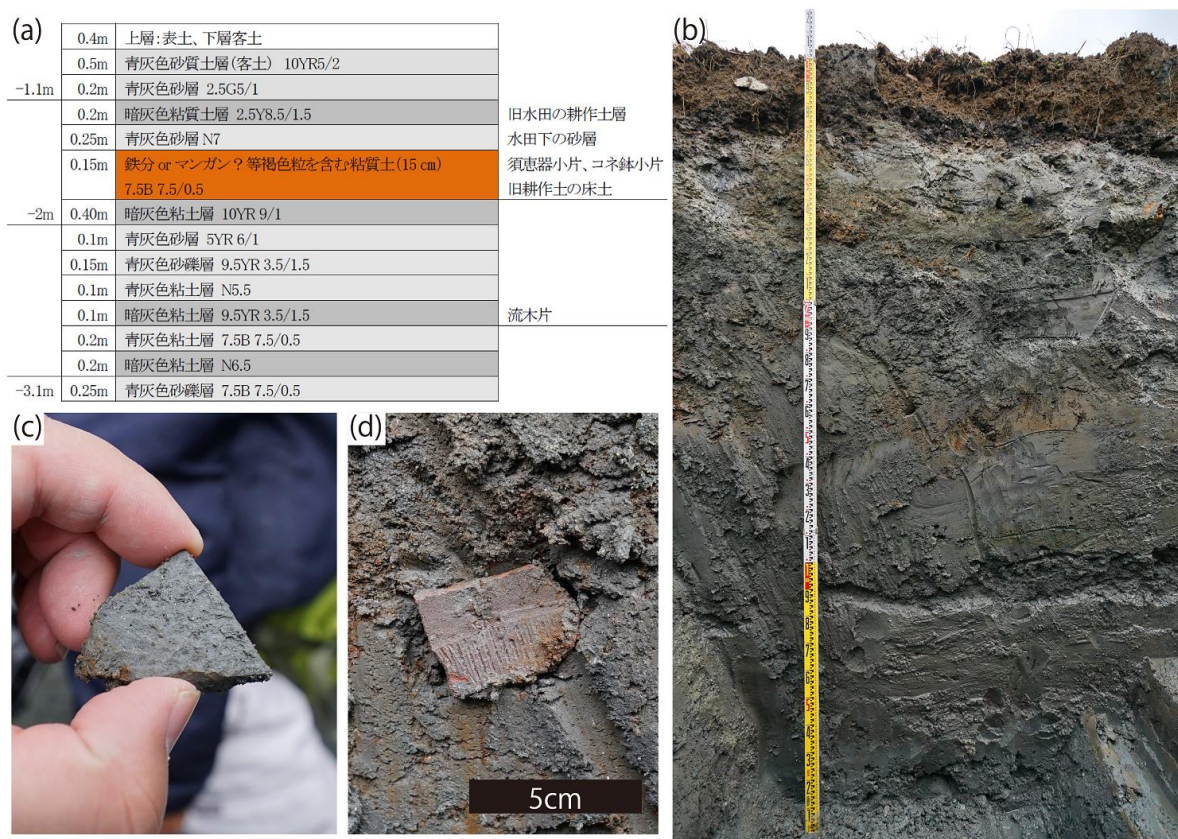 (a)
0.4m 上層:表土、下層客土
0.5m 青灰色砂質土層(客土) 10YR5/2
-1.1m 0.2m 青灰色砂層 2.5G5/1
0.2m 暗灰色粘質土層 2.5Y8.5/1.5 旧水田の耕作土層
0.25m 青灰色砂層 N7 水田下の砂層
0.15m 鉄分 or マンガン？等褐色粒を含む粘質土(15 ㎝) 須恵器小片、コネ鉢小片
7.5B 7.5/0.5 旧耕作土の床土
-2m 0.40m 暗灰色粘土層 10YR 9/1
0.1m 青灰色砂層 5YR 6/1
0.15m 青灰色砂礫層 9.5YR 3.5/1.5
0.1m 青灰色粘土層 N5.5
0.1m 暗灰色粘土層 9.5YR 3.5/1.5 流木片
0.2m 青灰色粘土層 7.5B 7.5/0.5
0.2m 暗灰色粘土層 N6.5
-3.1m 0.25m 青灰色砂礫層 7.5B 7.5/0.5
(b)
(c)
(d)
5cm